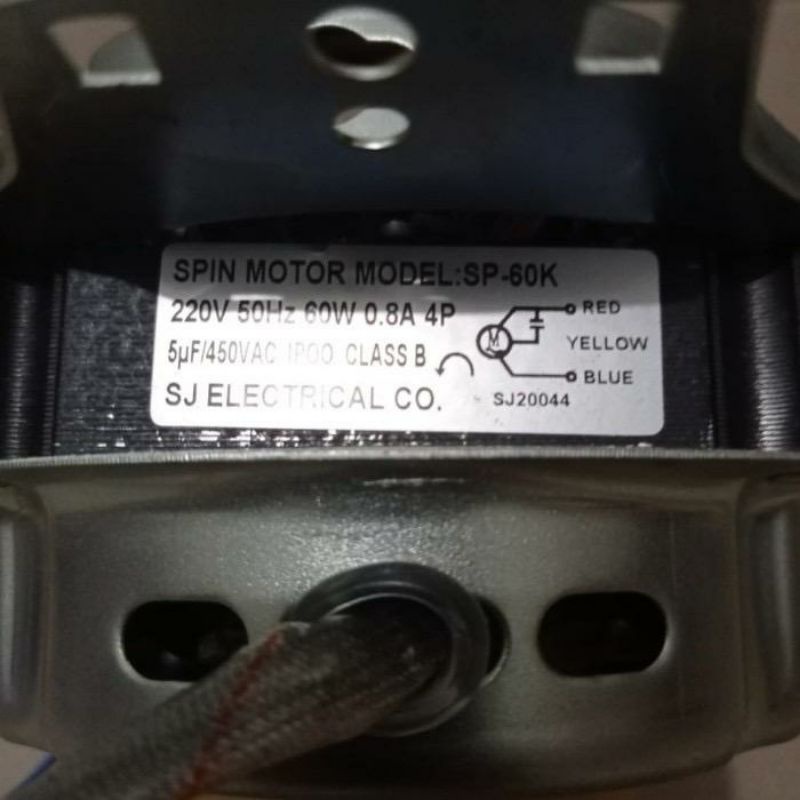 SPIN MOTOR MODEL:SP-60K
220V 50Hz 60W 0.8A 4P
5µF/450VAC IPOO CLASS B
SJ ELECTRICAL CO.
M
RED
YELLOW
BLUE
SJ20044